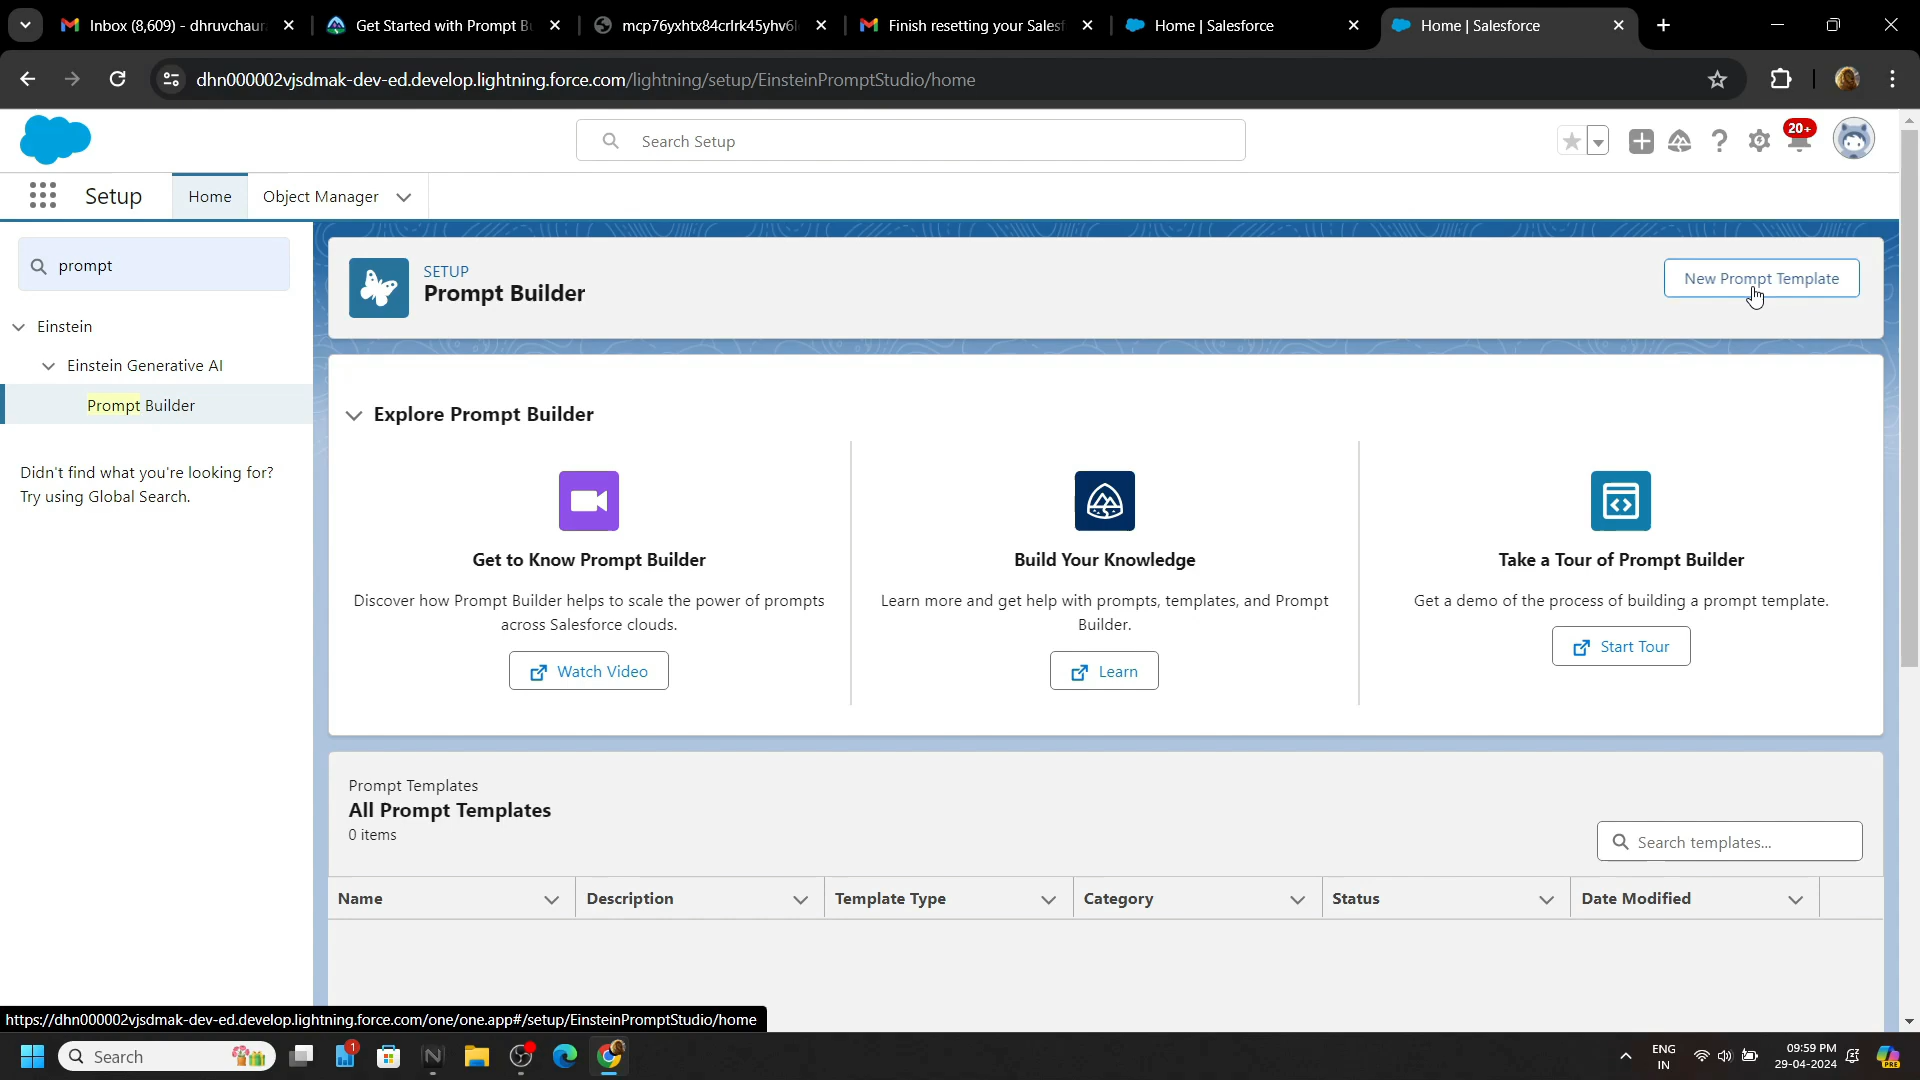 Inbox (8,609) - dhruvchaur
Get Started with Prompt B
mcp76yxhtx84crlrk45yhv6l
Finish resetting your Sales
Home | Salesforce
Home | Salesforce
dhn000002vjsdmak-dev-ed.develop.lightning.force.com/lightning/setup/EinsteinPromptStudio/home
Search Setup
20+
Setup
Home
Object Manager
prompt
SETUP
Prompt Builder
New Prompt Template
Einstein
Einstein Generative AI
Prompt Builder
Didn't find what you're looking for?
Try using Global Search.
Explore Prompt Builder
Get to Know Prompt Builder
Discover how Prompt Builder helps to scale the power of prompts
across Salesforce clouds.
Watch Video
Build Your Knowledge
Learn more and get help with prompts, templates, and Prompt
Builder.
Learn
Take a Tour of Prompt Builder
Get a demo of the process of building a prompt template.
Start Tour
Prompt Templates
All Prompt Templates
0 items
Search templates...
Name
Description
Template Type
Category
Status
Date Modified
https://dhn000002vjsdmak-dev-ed.develop.lightning.force.com/one/one.app#/setup/EinsteinPromptStudio/home
Search
1
ENG
IN
09:59 PM
29-04-2024
PRE